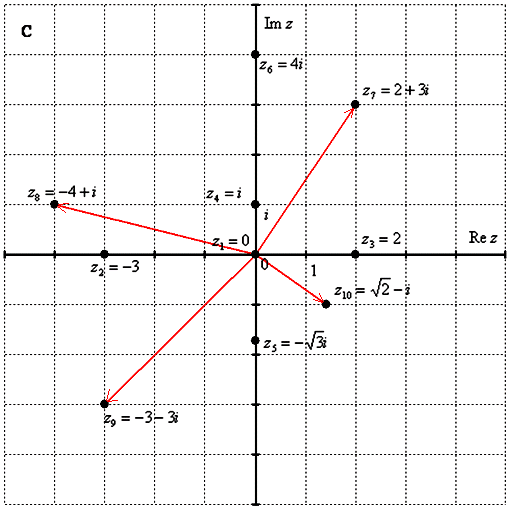 C
Im z
z₆ = 4i
z₇ = 2 + 3i
z₈ = −4 + i
z₄ = i
i
z₁ = 0
z₃ = 2
Re z
z₂ = −3
0
1
z₁₀ = √2 − i
z₅ = −√3i
z₉ = −3 − 3i